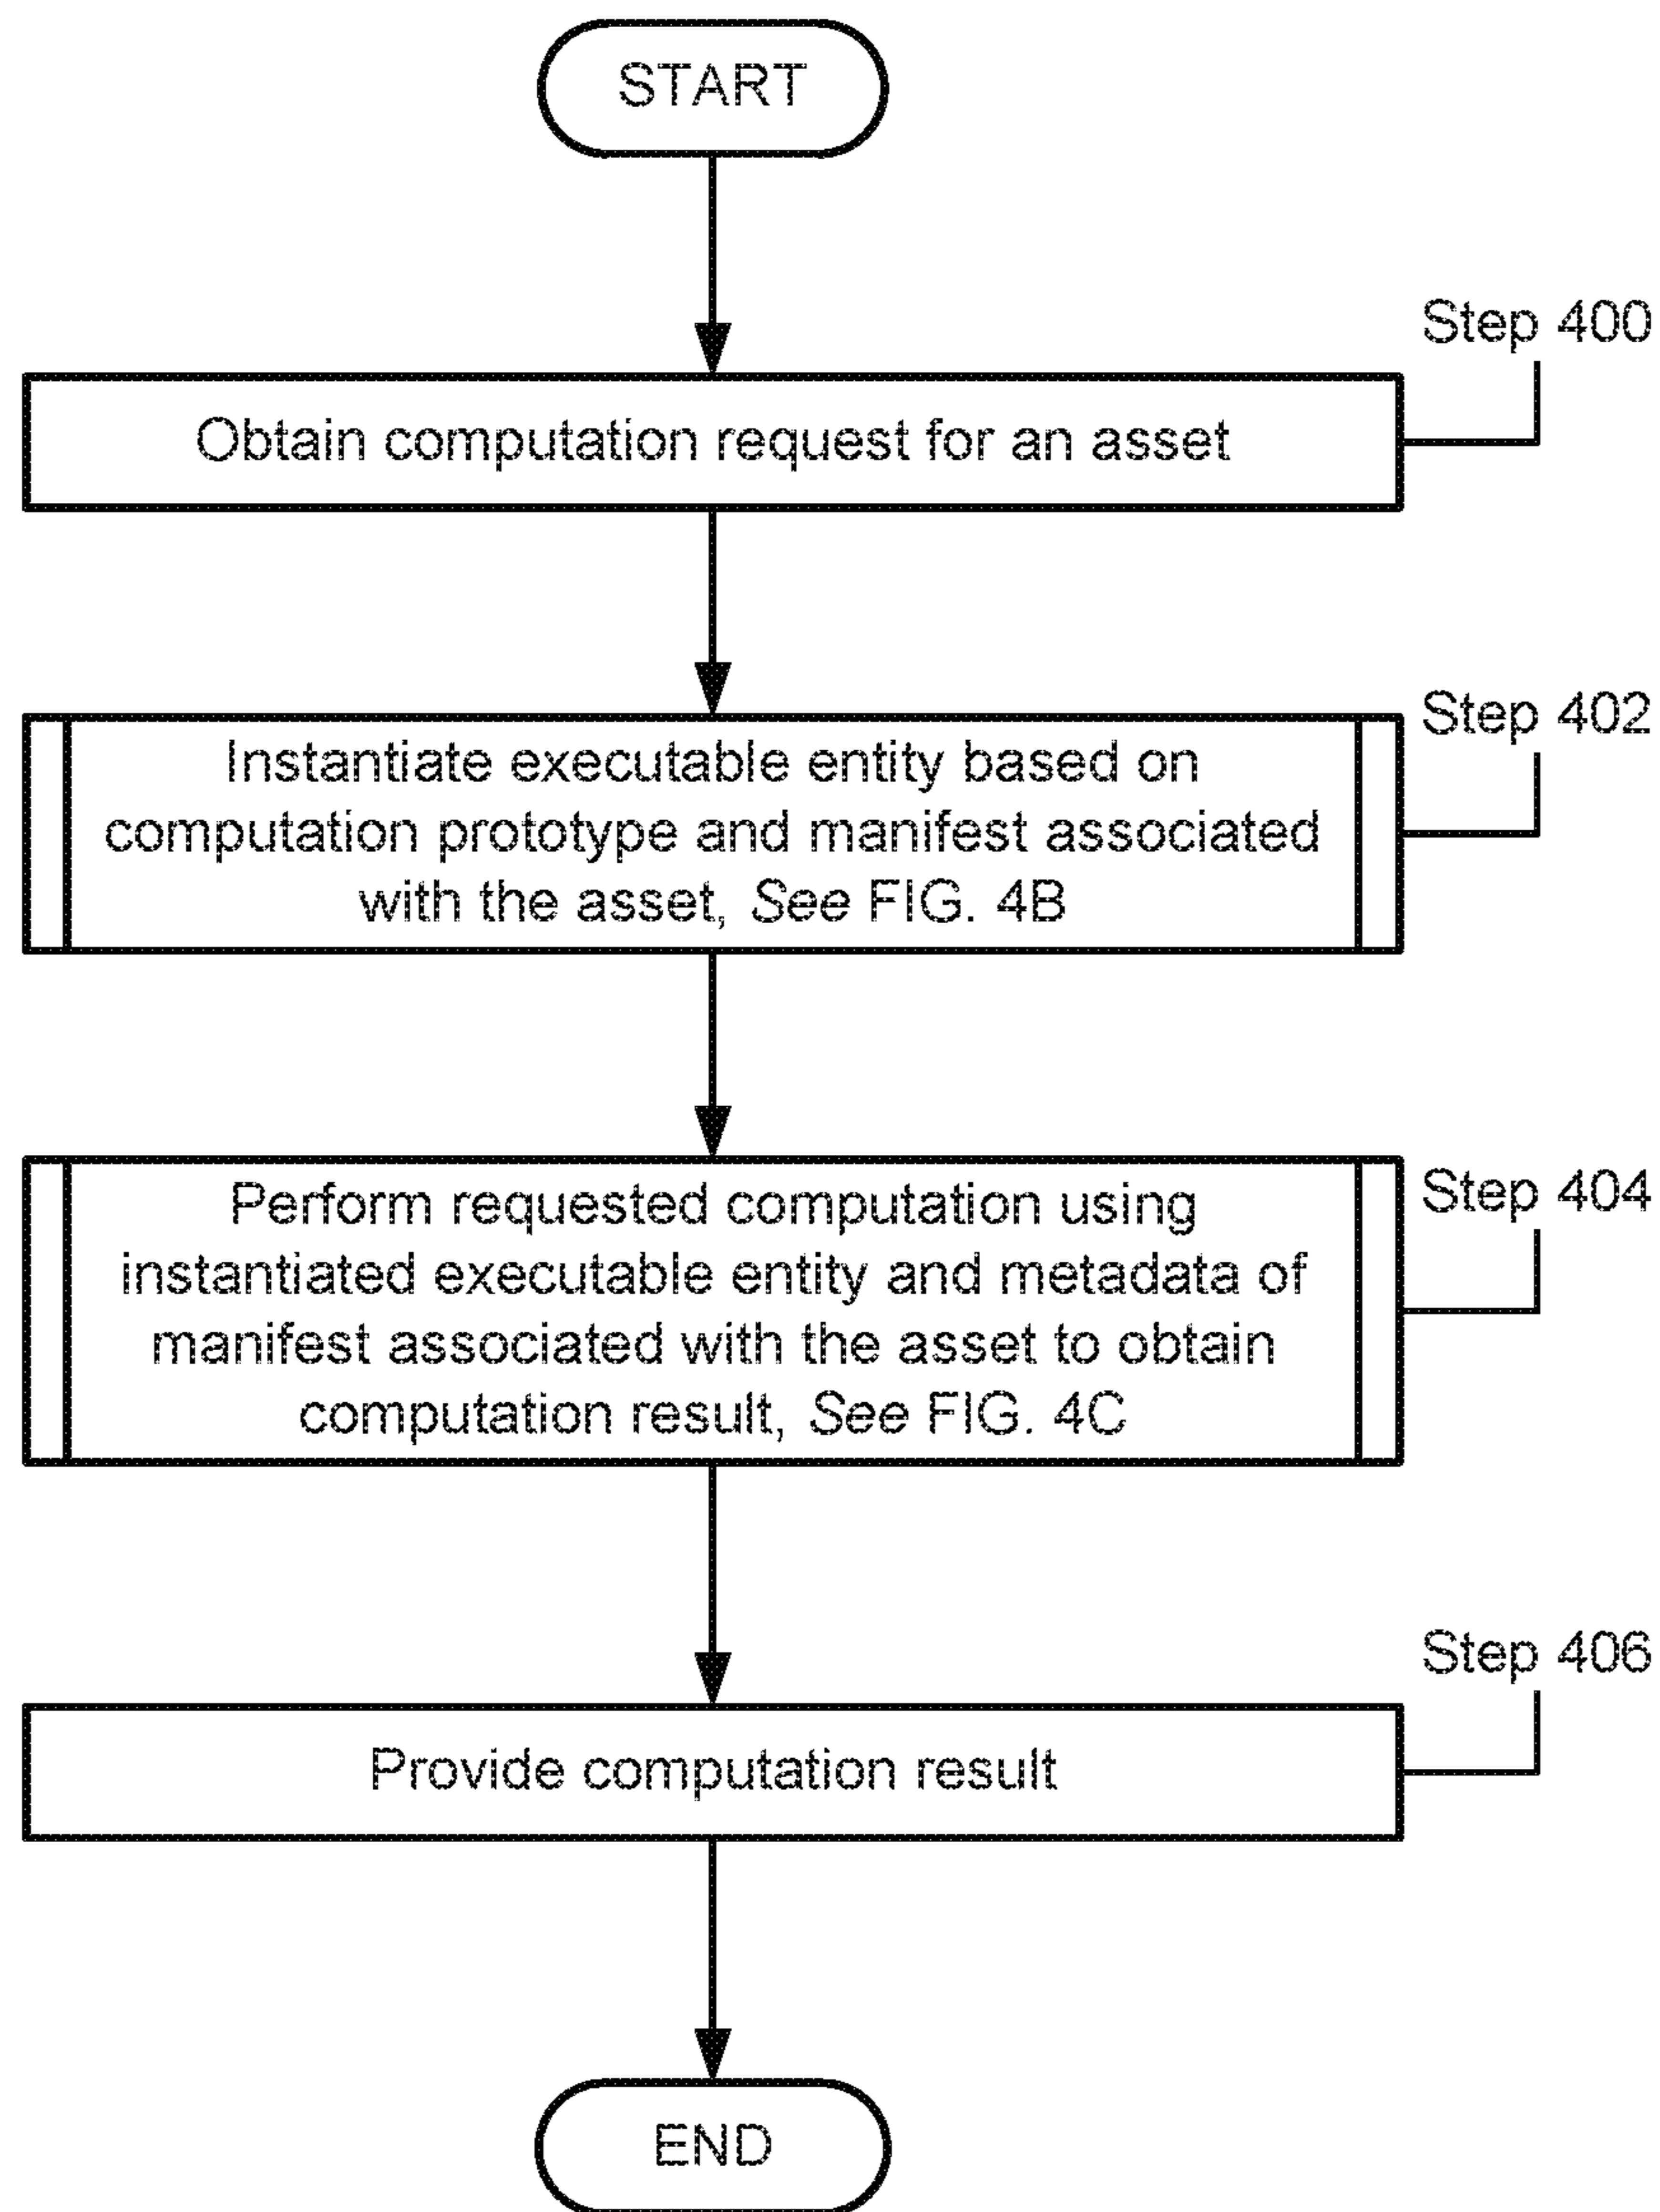 START
Step 400
Obtain computation request for an asset
Step 402
Instantiate executable entity based on
computation prototype and manifest associated
with the asset, See FIG. 4B
Step 404
Perform requested computation using
instantiated executable entity and metadata of
manifest associated with the asset to obtain
computation result, See FIG. 4C
Step 406
Provide computation result
END